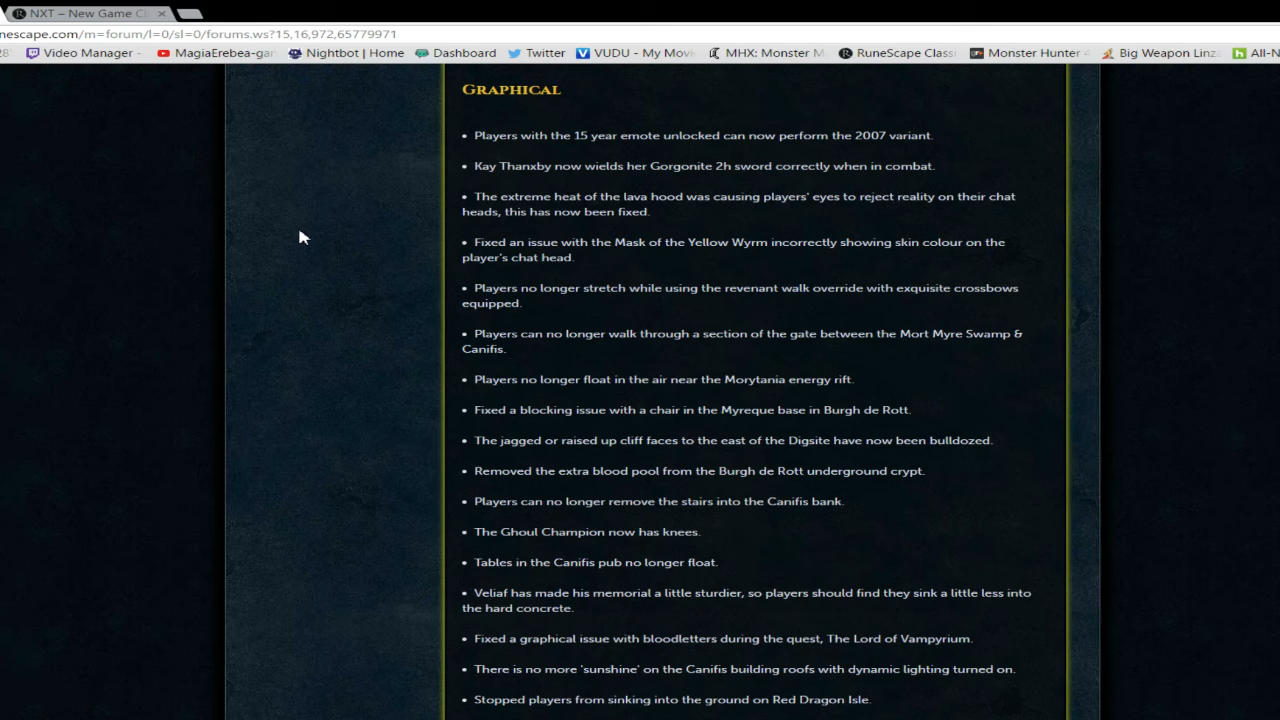 NXT – New Game Cl
nescape.com/m=forum/l=0/sl=0/forums.ws?15,16,972,65779971
Video Manager - MagiaErebea-gam Nightbot | Home Dashboard Twitter VUDU - My Movi MHX: Monster M RuneScape Classi Monster Hunter 4 Big Weapon Linz All-N
GRAPHICAL
• Players with the 15 year emote unlocked can now perform the 2007 variant.
• Kay Thanxby now wields her Gorgonite 2h sword correctly when in combat.
• The extreme heat of the lava hood was causing players' eyes to reject reality on their chat
heads, this has now been fixed.
• Fixed an issue with the Mask of the Yellow Wyrm incorrectly showing skin colour on the
player's chat head.
• Players no longer stretch while using the revenant walk override with exquisite crossbows
equipped.
• Players can no longer walk through a section of the gate between the Mort Myre Swamp &
Canifis.
• Players no longer float in the air near the Morytania energy rift.
• Fixed a blocking issue with a chair in the Myreque base in Burgh de Rott.
• The jagged or raised up cliff faces to the east of the Digsite have now been bulldozed.
• Removed the extra blood pool from the Burgh de Rott underground crypt.
• Players can no longer remove the stairs into the Canifis bank.
• The Ghoul Champion now has knees.
• Tables in the Canifis pub no longer float.
• Veliaf has made his memorial a little sturdier, so players should find they sink a little less into
the hard concrete.
• Fixed a graphical issue with bloodletters during the quest, The Lord of Vampyrium.
• There is no more 'sunshine' on the Canifis building roofs with dynamic lighting turned on.
• Stopped players from sinking into the ground on Red Dragon Isle.